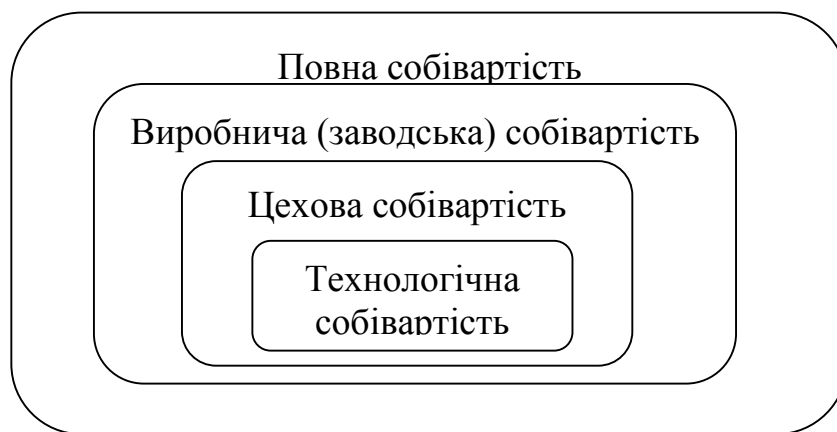 Повна собівартість
Виробнича (заводська) собівартість
Цехова собівартість
Технологічна
собівартість